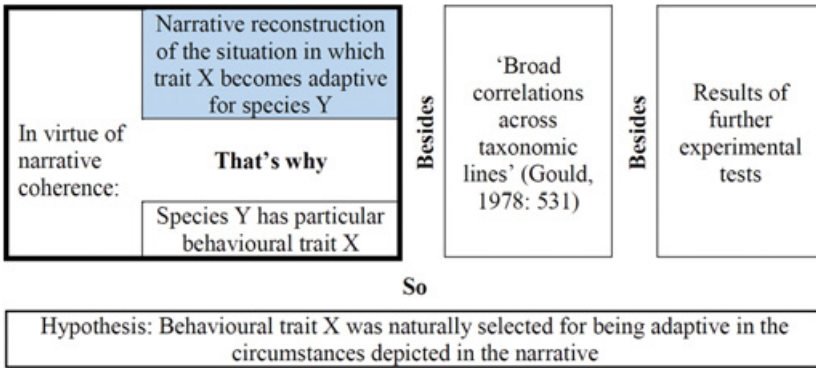 Narrative reconstruction
of the situation in which
trait X becomes adaptive
for species Y
In virtue of
narrative
coherence:
That's why
Species Y has particular
behavioural trait X
Besides
‘Broad
correlations
across
taxonomic
lines’ (Gould,
1978: 531)
Besides
Results of
further
experimental
tests
So
Hypothesis: Behavioural trait X was naturally selected for being adaptive in the
circumstances depicted in the narrative